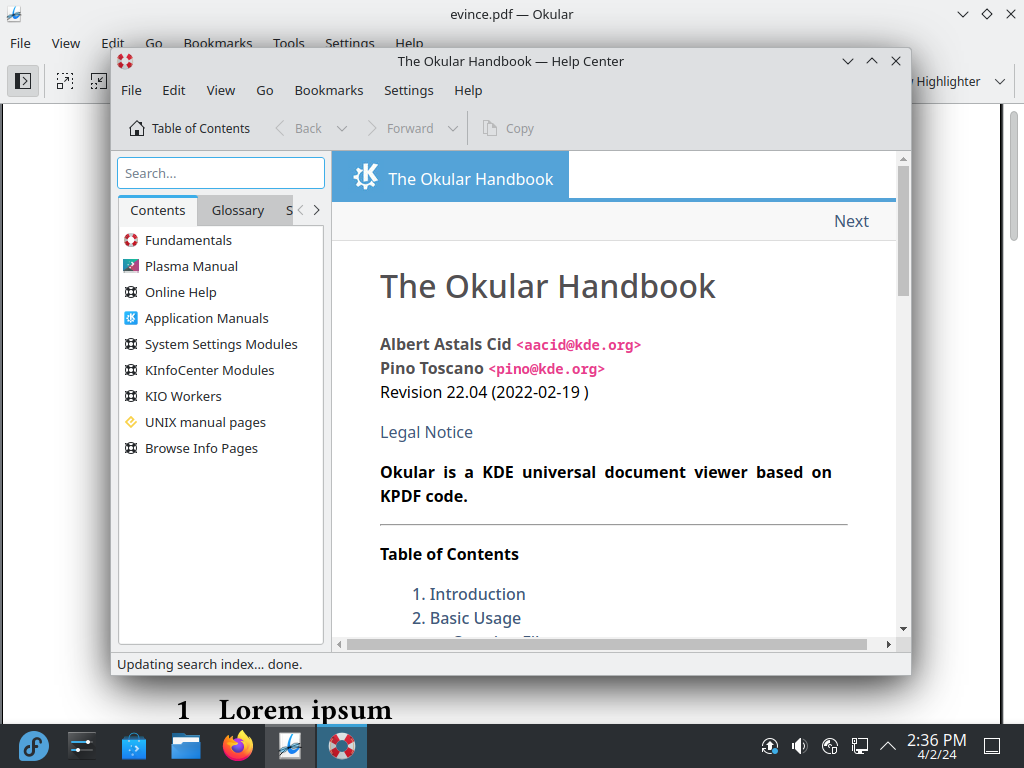 evince.pdf — Okular
File View Edit Go Bookmarks Tools Settings Help
Highlighter
The Okular Handbook — Help Center
File Edit View Go Bookmarks Settings Help
Table of Contents Back Forward Copy
Search...
Contents Glossary S
Fundamentals
Plasma Manual
Online Help
Application Manuals
System Settings Modules
KInfoCenter Modules
KIO Workers
UNIX manual pages
Browse Info Pages
The Okular Handbook
Next
The Okular Handbook
Albert Astals Cid <aacid@kde.org>
Pino Toscano <pino@kde.org>
Revision 22.04 (2022-02-19 )
Legal Notice
Okular is a KDE universal document viewer based on
KPDF code.
Table of Contents
1. Introduction
2. Basic Usage
Updating search index... done.
1 Lorem ipsum
2:36 PM
4/2/24